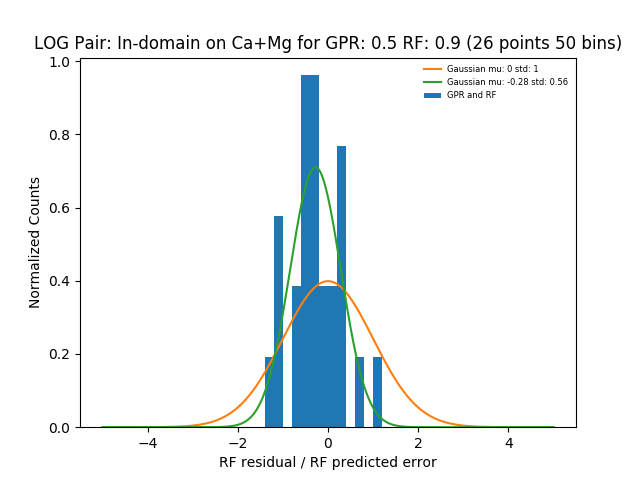 LOG Pair: In-domain on Ca+Mg for GPR: 0.5 RF: 0.9 (26 points 50 bins)
Gaussian mu: 0 std: 1
Gaussian mu: -0.28 std: 0.56
GPR and RF
Normalized Counts
1.0
0.8
0.6
0.4
0.2
0.0
−4
−2
0
2
4
RF residual / RF predicted error